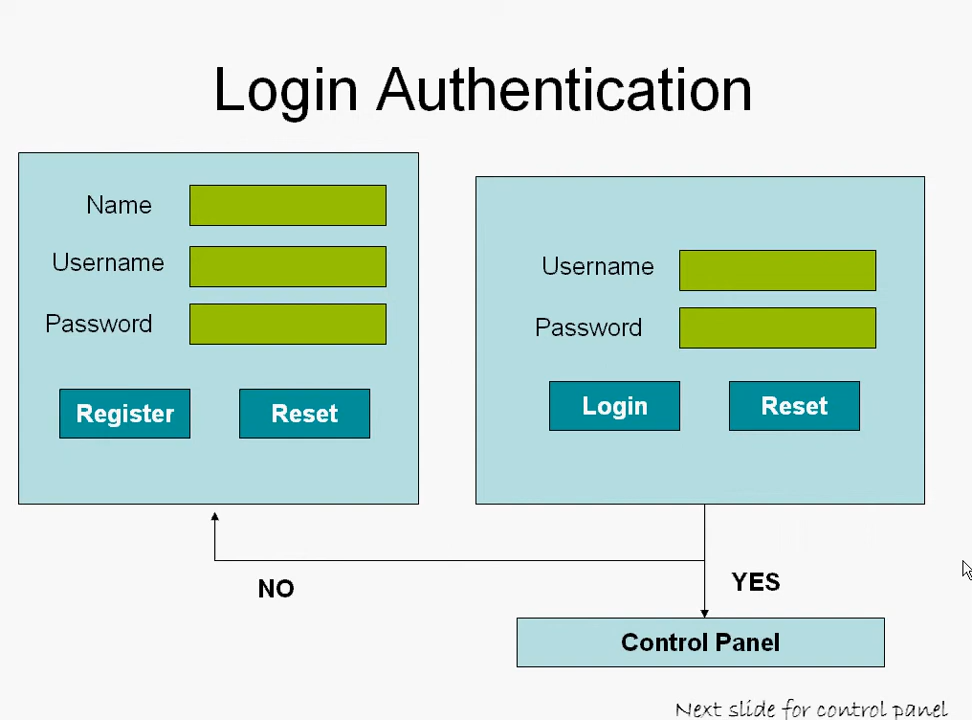 Login Authentication
Name
Username
Password
Register
Reset
Username
Password
Login
Reset
NO
YES
Control Panel
Next slide for control panel